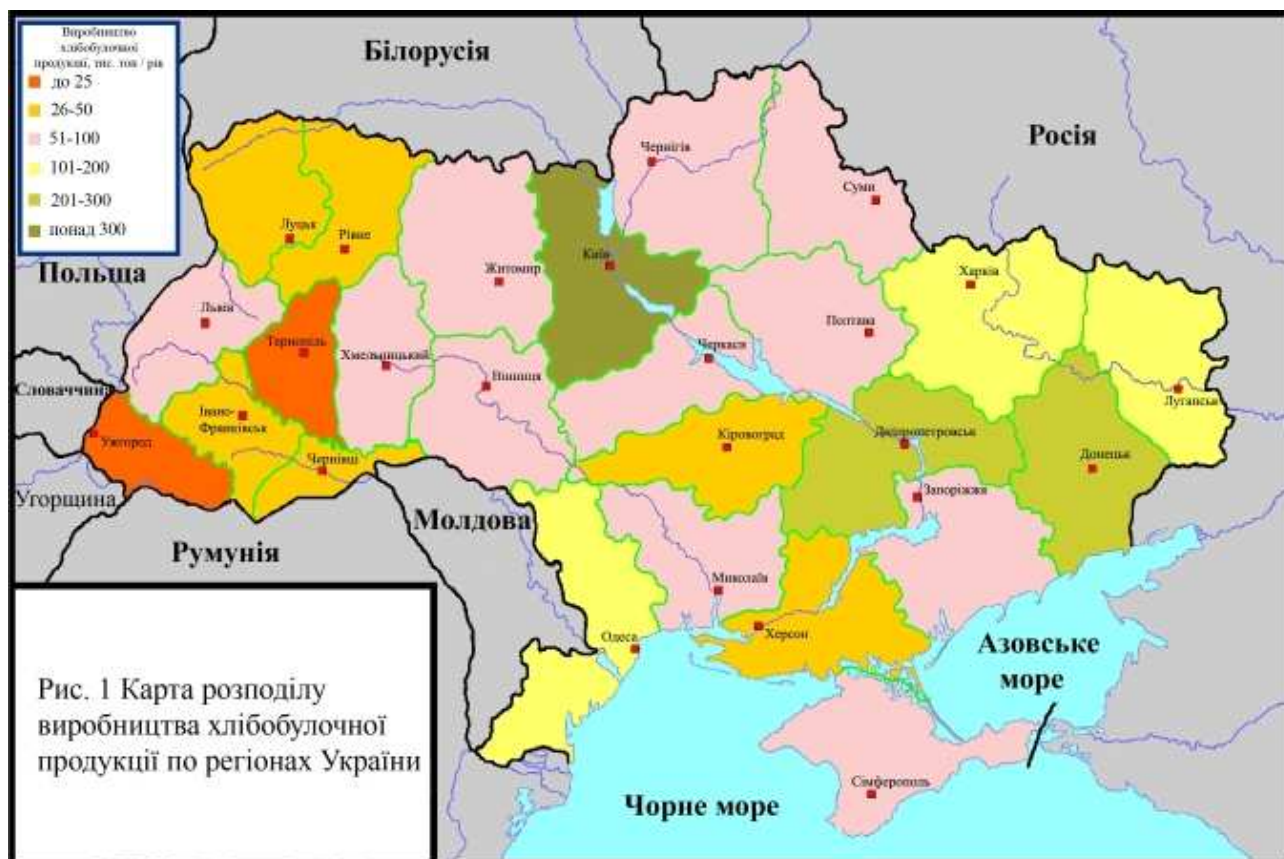 Виробництво
хлібобулочної
продукції, тис. тон / рік
до 25
26-50
51-100
101-200
201-300
понад 300
Білорусія
Росія
Польща
Словаччина
Угорщина
Румунія
Молдова
Чорне море
Азовське
море
Чернігів
Суми
Луцьк
Рівне
Житомир
Київ
Харків
Львів
Тернопіль
Хмельницький
Вінниця
Черкаси
Полтава
Луганськ
Ужгород
Івано-
Франківськ
Чернівці
Кіровоград
Дніпропетровськ
Донецьк
Запоріжжя
Миколаїв
Херсон
Одеса
Сімферополь
Рис. 1 Карта розподілу
виробництва хлібобулочної
продукції по регіонах України